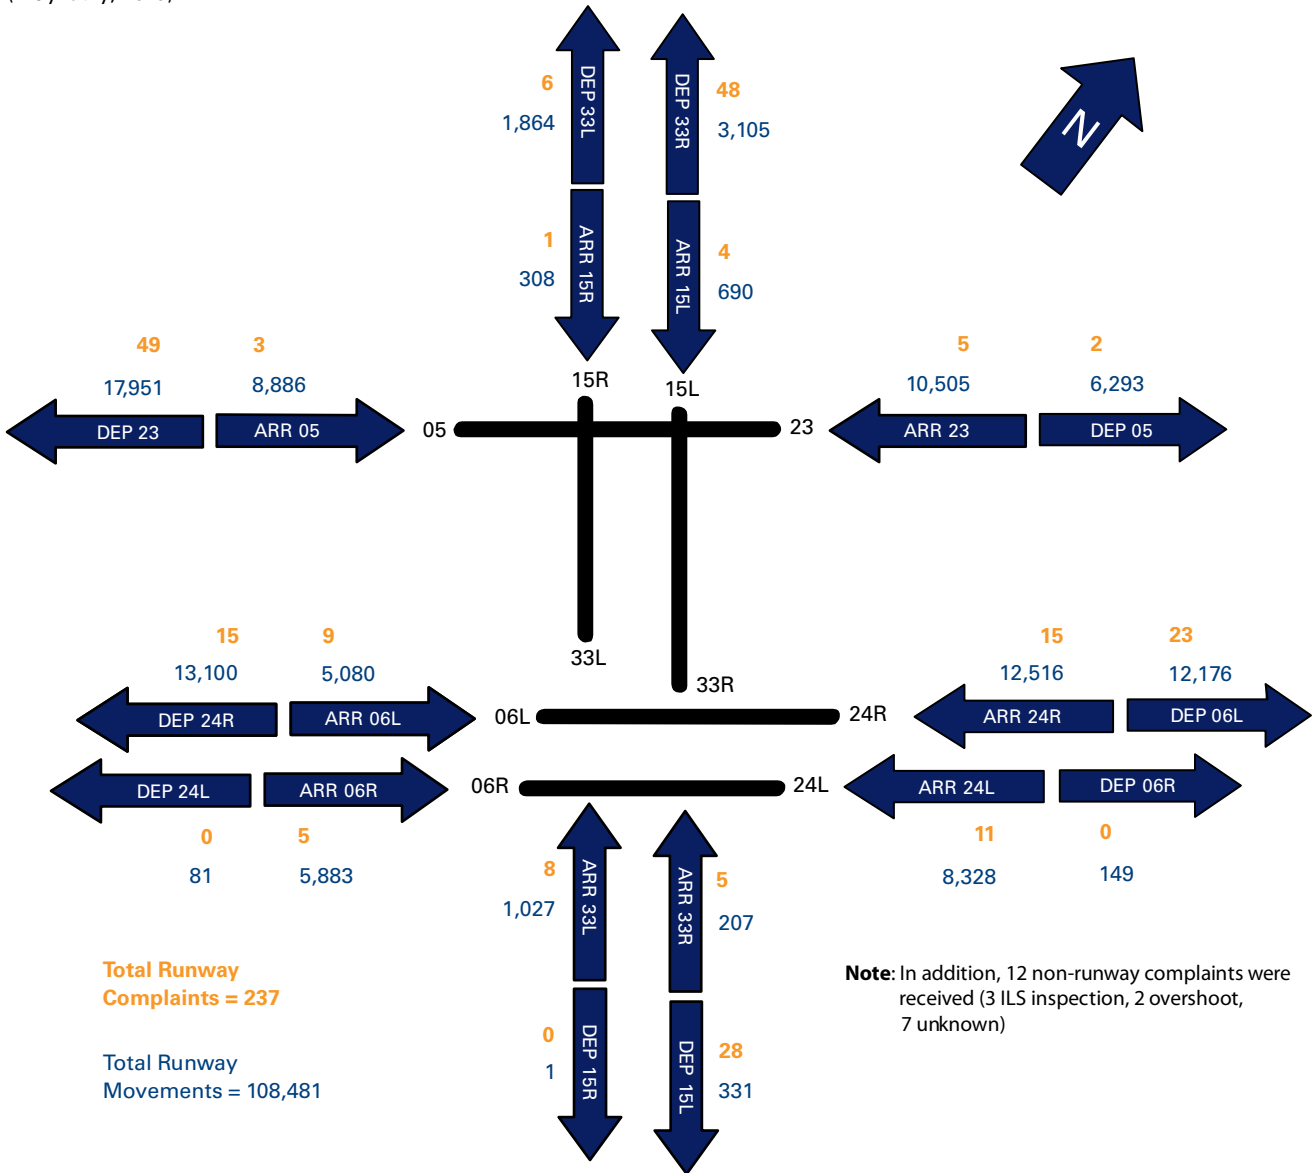 6
1,864
DEP 33L
DEP 33R
48
3,105
N
1
308
ARR 15R
ARR 15L
4
690
49
3
17,951
8,886
DEP 23
ARR 05
15R
15L
05
23
5
2
10,505
6,293
ARR 23
DEP 05
15
9
13,100
5,080
DEP 24R
ARR 06L
33L
33R
06L
24R
15
23
12,516
12,176
ARR 24R
DEP 06L
DEP 24L
ARR 06R
06R
24L
ARR 24L
DEP 06R
0
5
81
5,883
11
0
8,328
149
8
1,027
ARR 33L
ARR 33R
5
207
Total Runway
Complaints = 237
Total Runway
Movements = 108,481
0
1
DEP 15R
DEP 15L
28
331
Note: In addition, 12 non-runway complaints were
received (3 ILS inspection, 2 overshoot,
7 unknown)